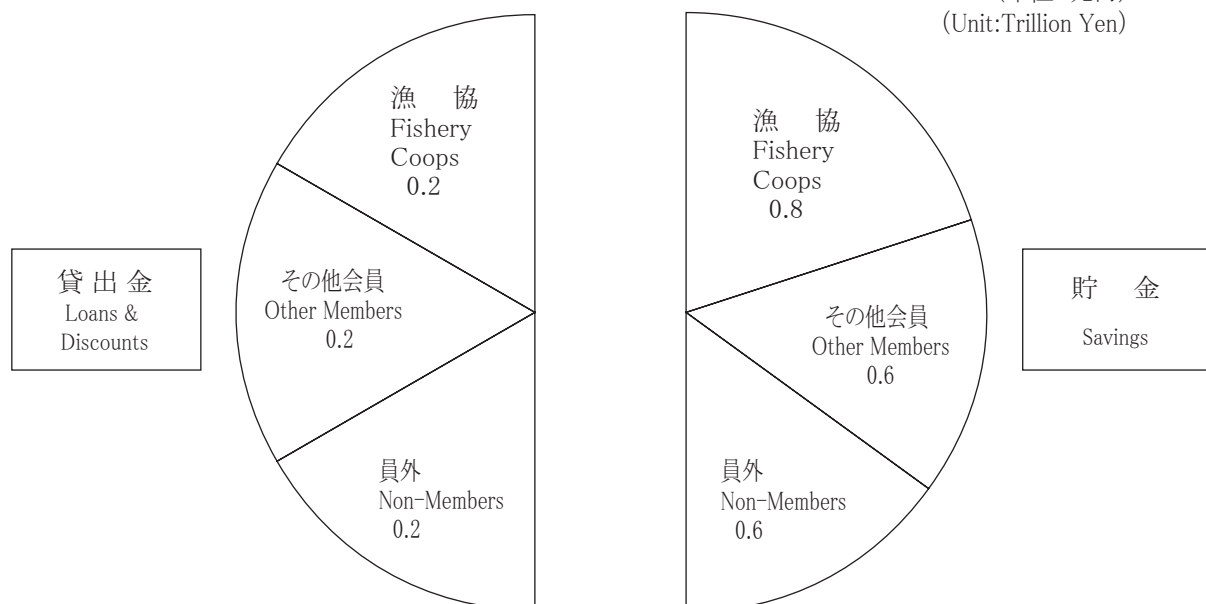 (Unit:Trillion Yen)
漁　協
Fishery
Coops
0.2
その他会員
Other Members
0.2
員外
Non-Members
0.2
貸 出 金
Loans &
Discounts
漁　協
Fishery
Coops
0.8
その他会員
Other Members
0.6
員外
Non-Members
0.6
貯　金
Savings